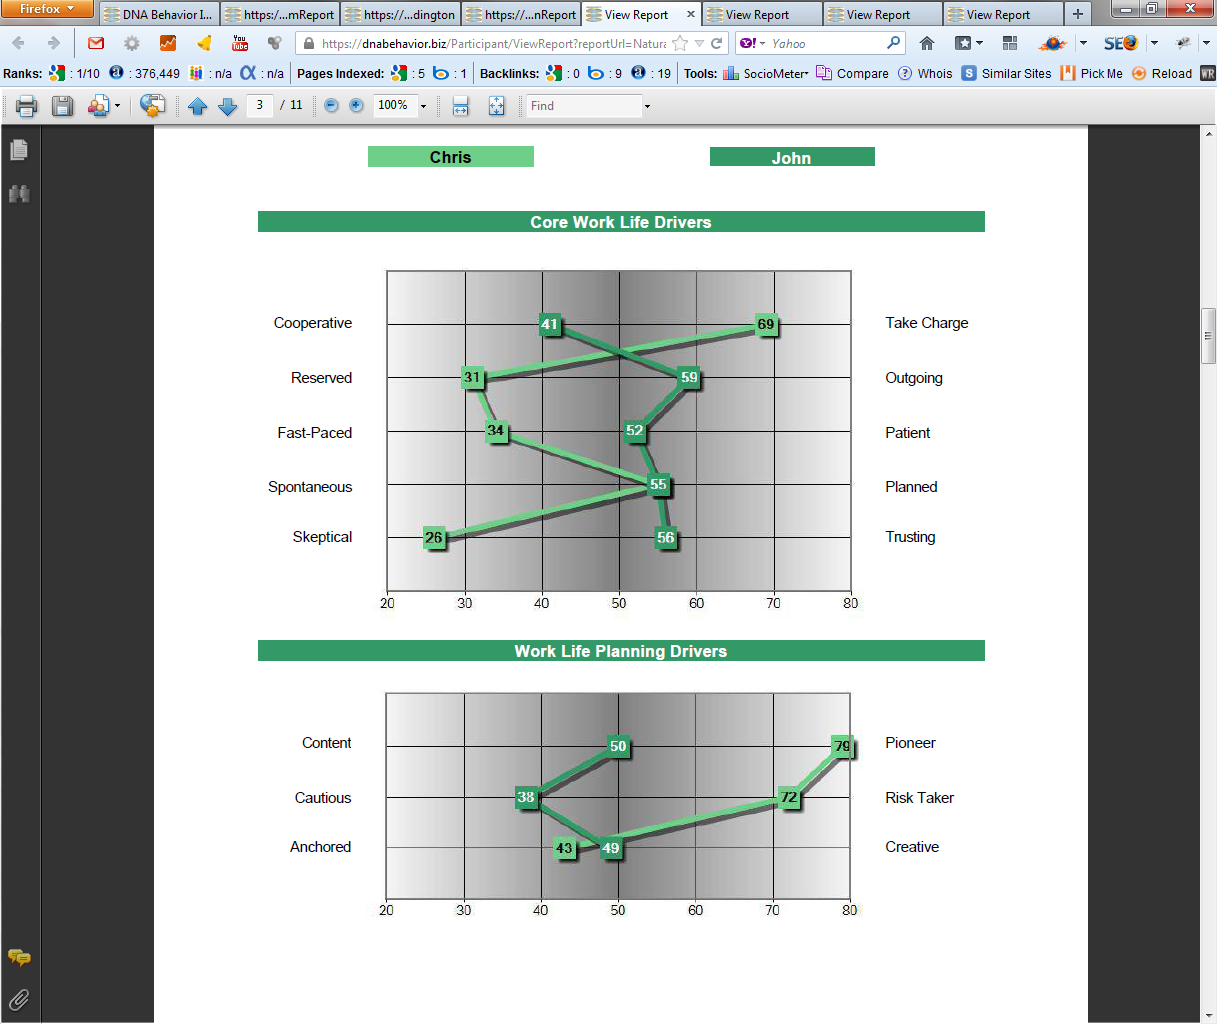 Firefox
DNA Behavior I... https:/...mReport https://...dington https://...nReport View Report × View Report View Report View Report +
https://dnabehavior.biz/Participant/ViewReport?reportUrl=Natura Yahoo SEO
Ranks: : 1/10 : 376,449 : n/a : n/a Pages Indexed: : 5 : 1 Backlinks: : 0 : 9 : 19 Tools: SocioMeter Compare Whois Similar Sites Pick Me Reload WR
3 / 11 100% Find
Chris John
Core Work Life Drivers
Cooperative 41 69 Take Charge
Reserved 31 59 Outgoing
Fast-Paced 34 52 Patient
Spontaneous 55 Planned
Skeptical 26 56 Trusting
20 30 40 50 60 70 80
Work Life Planning Drivers
Content 50 79 Pioneer
Cautious 38 72 Risk Taker
Anchored 43 49 Creative
20 30 40 50 60 70 80